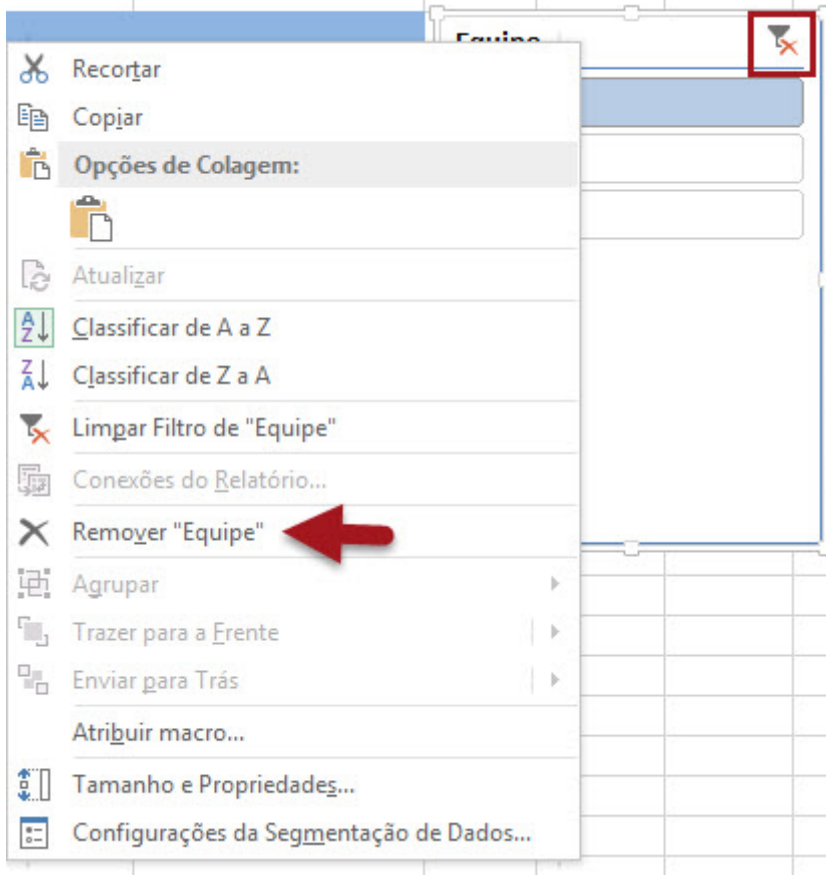 Equipe
Recortar
Copiar
Opções de Colagem:
Atualizar
Classificar de A a Z
Classificar de Z a A
Limpar Filtro de "Equipe"
Conexões do Relatório...
Remover "Equipe"
Agrupar
Trazer para a Frente
Enviar para Trás
Atribuir macro...
Tamanho e Propriedades...
Configurações da Segmentação de Dados...